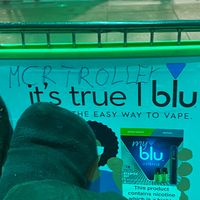 MCR TROLLEY
it's true I blu
THE EASY WAY TO VAPE.
my
blu
This product
contains nicotine